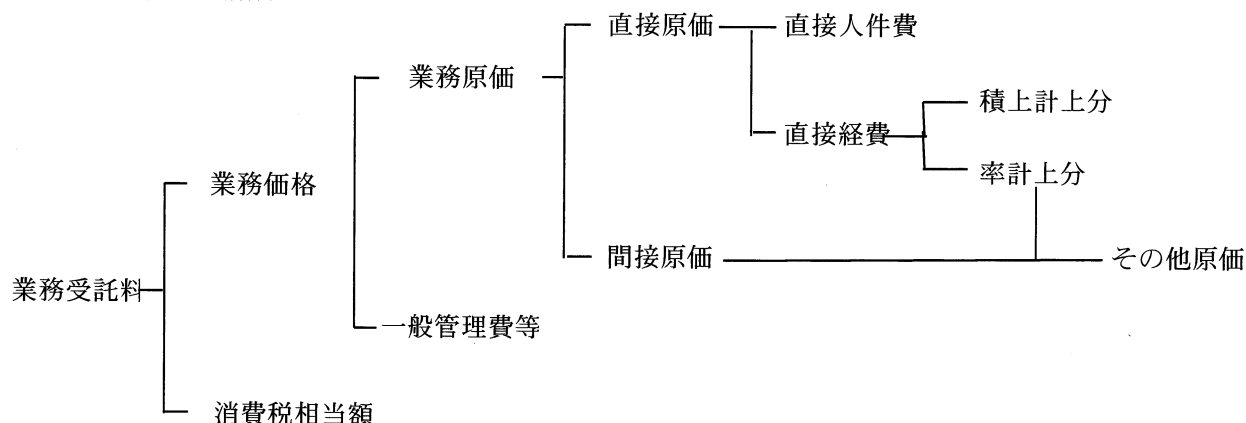 直接原価
直接人件費
業務原価
積上計上分
直接経費
率計上分
業務価格
間接原価
その他原価
業務受託料
一般管理費等
消費税相当額